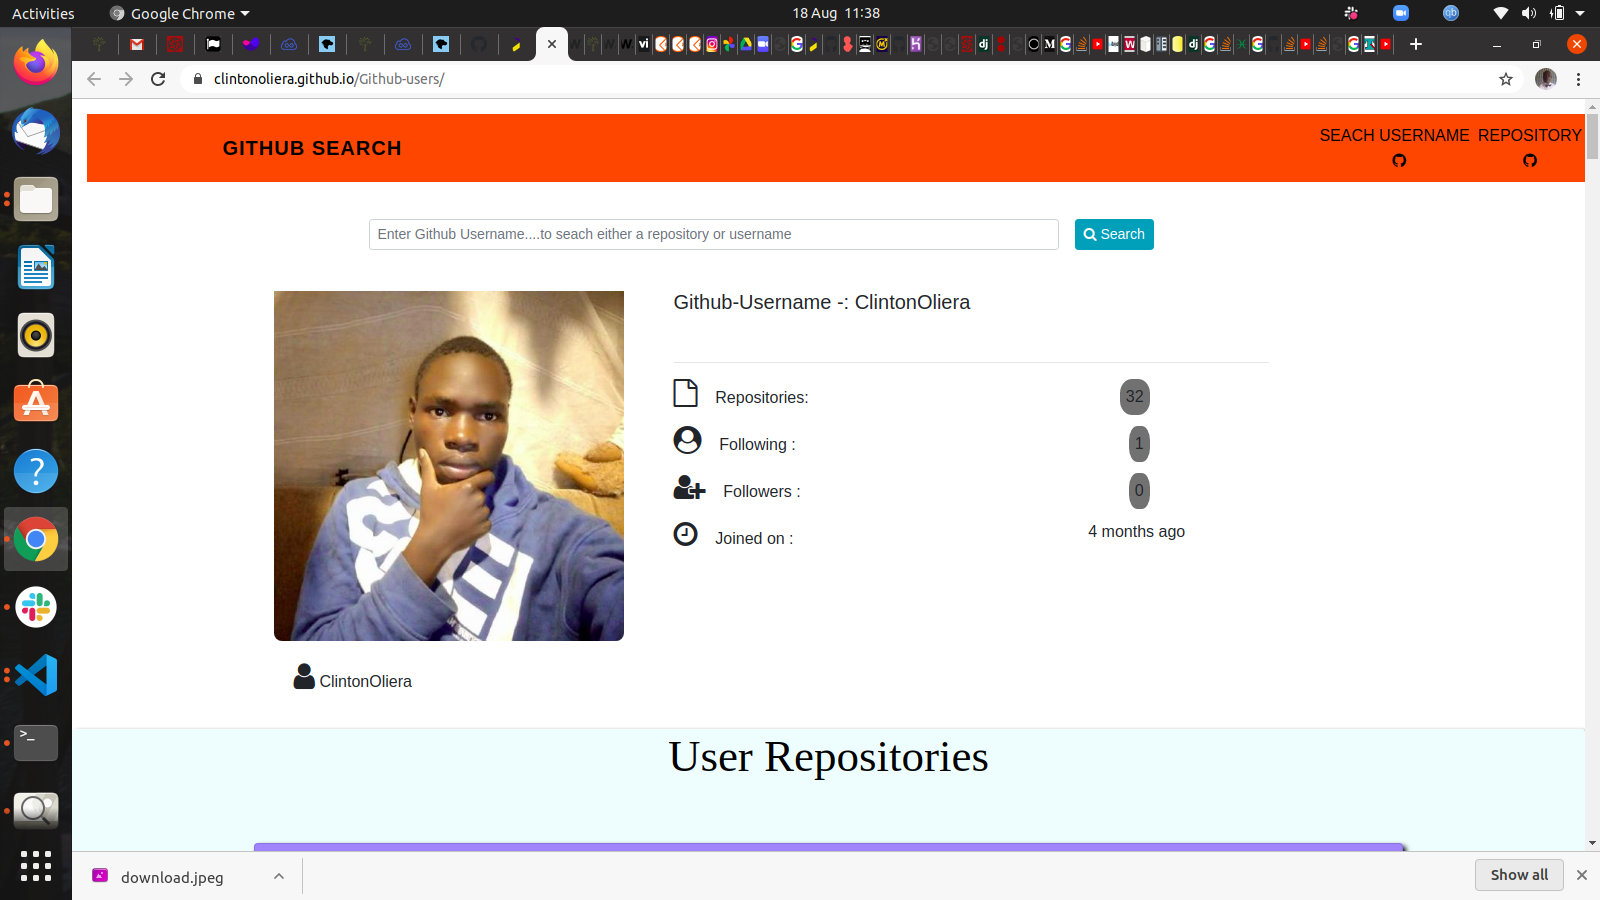 Activities
Google Chrome
18 Aug 11:38
clintonoliera.github.io/Github-users/
GITHUB SEARCH
SEACH USERNAME
REPOSITORY
Enter Github Username....to seach either a repository or username
Search
Github-Username -: ClintonOliera
Repositories:
32
Following :
1
Followers :
0
Joined on :
4 months ago
ClintonOliera
User Repositories
download.jpeg
Show all